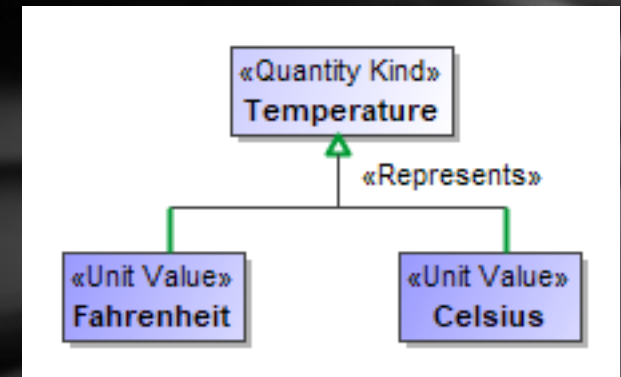 «Quantity Kind»
Temperature
«Represents»
«Unit Value»
Fahrenheit
«Unit Value»
Celsius